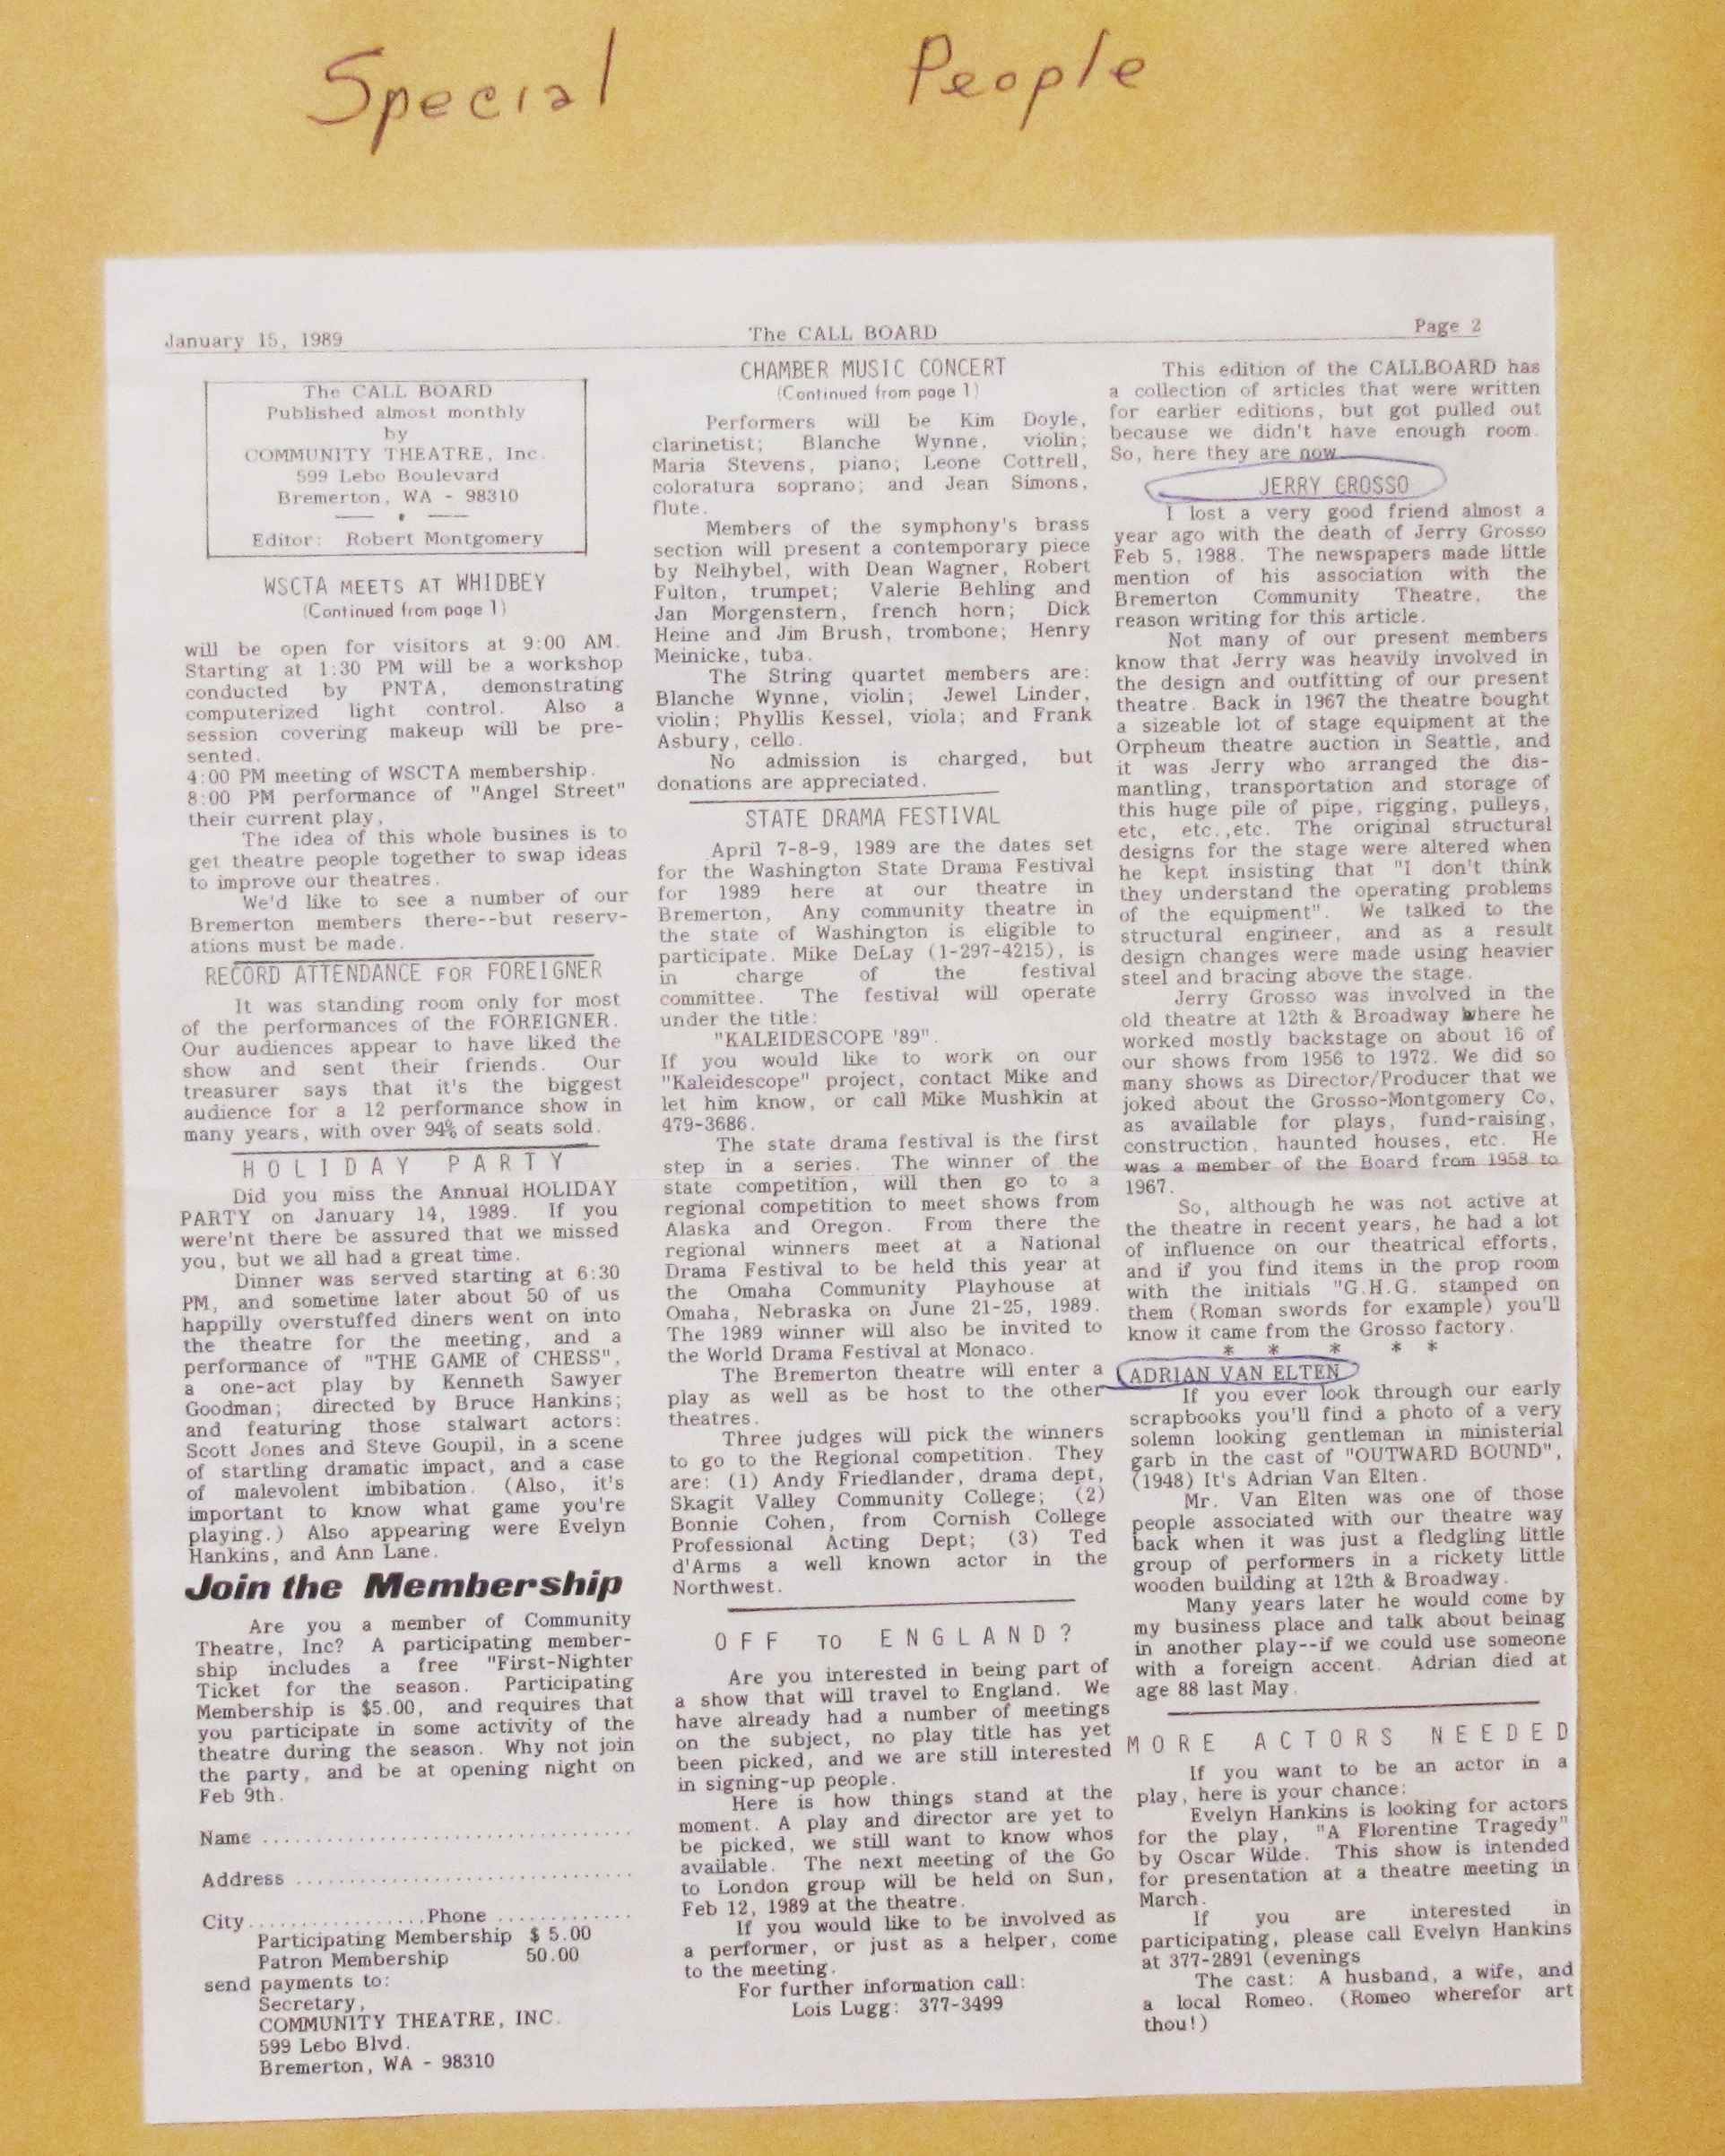 Special People
January 15, 1989
The CALL BOARD
Page 2
The CALL BOARD
Published almost monthly
by
COMMUNITY THEATRE, Inc.
599 Lebo Boulevard
Bremerton, WA - 98310
Editor: Robert Montgomery
WSCTA MEETS AT WHIDBEY
(Continued from page 1)
will be open for visitors at 9:00 AM.
Starting at 1:30 PM will be a workshop
conducted by PNTA, demonstrating
computerized light control. Also a
session covering makeup will be pre-
sented.
4:00 PM meeting of WSCTA membership.
8:00 PM performance of "Angel Street"
their current play,
The idea of this whole busines is to
get theatre people together to swap ideas
to improve our theatres.
We'd like to see a number of our
Bremerton members there--but reserv-
ations must be made.
RECORD ATTENDANCE FOR FOREIGNER
It was standing room only for most
of the performances of the FOREIGNER.
Our audiences appear to have liked the
show and sent their friends. Our
treasurer says that it's the biggest
audience for a 12 performance show in
many years, with over 94% of seats sold.
HOLIDAY PARTY
Did you miss the Annual HOLIDAY
PARTY on January 14, 1989. If you
were'nt there be assured that we missed
you, but we all had a great time.
Dinner was served starting at 6:30
PM, and sometime later about 50 of us
happilly overstuffed diners went on into
the theatre for the meeting, and a
performance of "THE GAME of CHESS",
a one-act play by Kenneth Sawyer
Goodman; directed by Bruce Hankins;
and featuring those stalwart actors:
Scott Jones and Steve Goupil, in a scene
of startling dramatic impact, and a case
of malevolent imbibation. (Also, it's
important to know what game you're
playing.) Also appearing were Evelyn
Hankins, and Ann Lane.
Join the Membership
Are you a member of Community
Theatre, Inc? A participating member-
ship includes a free "First-Nighter
Ticket for the season. Participating
Membership is $5.00, and requires that
you participate in some activity of the
theatre during the season. Why not join
the party, and be at opening night on
Feb 9th.
Name ..................................
Address ...............................
City.................Phone .............
Participating Membership $ 5.00
Patron Membership 50.00
send payments to:
Secretary,
COMMUNITY THEATRE, INC.
599 Lebo Blvd.
Bremerton, WA - 98310
CHAMBER MUSIC CONCERT
(Continued from page 1)
Performers will be Kim Doyle,
clarinetist; Blanche Wynne, violin;
Maria Stevens, piano; Leone Cottrell,
coloratura soprano; and Jean Simons,
flute.
Members of the symphony's brass
section will present a contemporary piece
by Nelhybel, with Dean Wagner, Robert
Fulton, trumpet; Valerie Behling and
Jan Morgenstern, french horn; Dick
Heine and Jim Brush, trombone; Henry
Meinicke, tuba.
The String quartet members are:
Blanche Wynne, violin; Jewel Linder,
violin; Phyllis Kessel, viola; and Frank
Asbury, cello.
No admission is charged, but
donations are appreciated.
STATE DRAMA FESTIVAL
April 7-8-9, 1989 are the dates set
for the Washington State Drama Festival
for 1989 here at our theatre in
Bremerton, Any community theatre in
the state of Washington is eligible to
participate. Mike DeLay (1-297-4215), is
in charge of the festival
committee. The festival will operate
under the title:
"KALEIDESCOPE '89".
If you would like to work on our
"Kaleidescope" project, contact Mike and
let him know, or call Mike Mushkin at
479-3686.
The state drama festival is the first
step in a series. The winner of the
state competition, will then go to a
regional competition to meet shows from
Alaska and Oregon. From there the
regional winners meet at a National
Drama Festival to be held this year at
the Omaha Community Playhouse at
Omaha, Nebraska on June 21-25, 1989.
The 1989 winner will also be invited to
the World Drama Festival at Monaco.
The Bremerton theatre will enter a
play as well as be host to the other
theatres.
Three judges will pick the winners
to go to the Regional competition. They
are: (1) Andy Friedlander, drama dept,
Skagit Valley Community College; (2)
Bonnie Cohen, from Cornish College
Professional Acting Dept; (3) Ted
d'Arms a well known actor in the
Northwest.
OFF TO ENGLAND?
Are you interested in being part of
a show that will travel to England. We
have already had a number of meetings
on the subject, no play title has yet
been picked, and we are still interested
in signing-up people.
Here is how things stand at the
moment. A play and director are yet to
be picked, we still want to know whos
available. The next meeting of the Go
to London group will be held on Sun,
Feb 12, 1989 at the theatre.
If you would like to be involved as
a performer, or just as a helper, come
to the meeting.
For further information call:
Lois Lugg: 377-3499
This edition of the CALLBOARD has
a collection of articles that were written
for earlier editions, but got pulled out
because we didn't have enough room.
So, here they are now
JERRY GROSSO
I lost a very good friend almost a
year ago with the death of Jerry Grosso
Feb 5, 1988. The newspapers made little
mention of his association with the
Bremerton Community Theatre, the
reason writing for this article.
Not many of our present members
know that Jerry was heavily involved in
the design and outfitting of our present
theatre. Back in 1967 the theatre bought
a sizeable lot of stage equipment at the
Orpheum theatre auction in Seattle, and
it was Jerry who arranged the dis-
mantling, transportation and storage of
this huge pile of pipe, rigging, pulleys,
etc, etc.,etc. The original structural
designs for the stage were altered when
he kept insisting that "I don't think
they understand the operating problems
of the equipment". We talked to the
structural engineer, and as a result
design changes were made using heavier
steel and bracing above the stage.
Jerry Grosso was involved in the
old theatre at 12th & Broadway where he
worked mostly backstage on about 16 of
our shows from 1956 to 1972. We did so
many shows as Director/Producer that we
joked about the Grosso-Montgomery Co,
as available for plays, fund-raising,
construction, haunted houses, etc. He
was a member of the Board from 1958 to
1967.
So, although he was not active at
the theatre in recent years, he had a lot
of influence on our theatrical efforts,
and if you find items in the prop room
with the initials "G.H.G. stamped on
them (Roman swords for example) you'll
know it came from the Grosso factory.
* * * * *
ADRIAN VAN ELTEN
If you ever look through our early
scrapbooks you'll find a photo of a very
solemn looking gentleman in ministerial
garb in the cast of "OUTWARD BOUND",
(1948) It's Adrian Van Elten.
Mr. Van Elten was one of those
people associated with our theatre way
back when it was just a fledgling little
group of performers in a rickety little
wooden building at 12th & Broadway.
Many years later he would come by
my business place and talk about beinag
in another play--if we could use someone
with a foreign accent. Adrian died at
age 88 last May.
MORE ACTORS NEEDED
If you want to be an actor in a
play, here is your chance:
Evelyn Hankins is looking for actors
for the play, "A Florentine Tragedy"
by Oscar Wilde. This show is intended
for presentation at a theatre meeting in
March.
If you are interested in
participating, please call Evelyn Hankins
at 377-2891 (evenings
The cast: A husband, a wife, and
a local Romeo. (Romeo wherefor art
thou!)